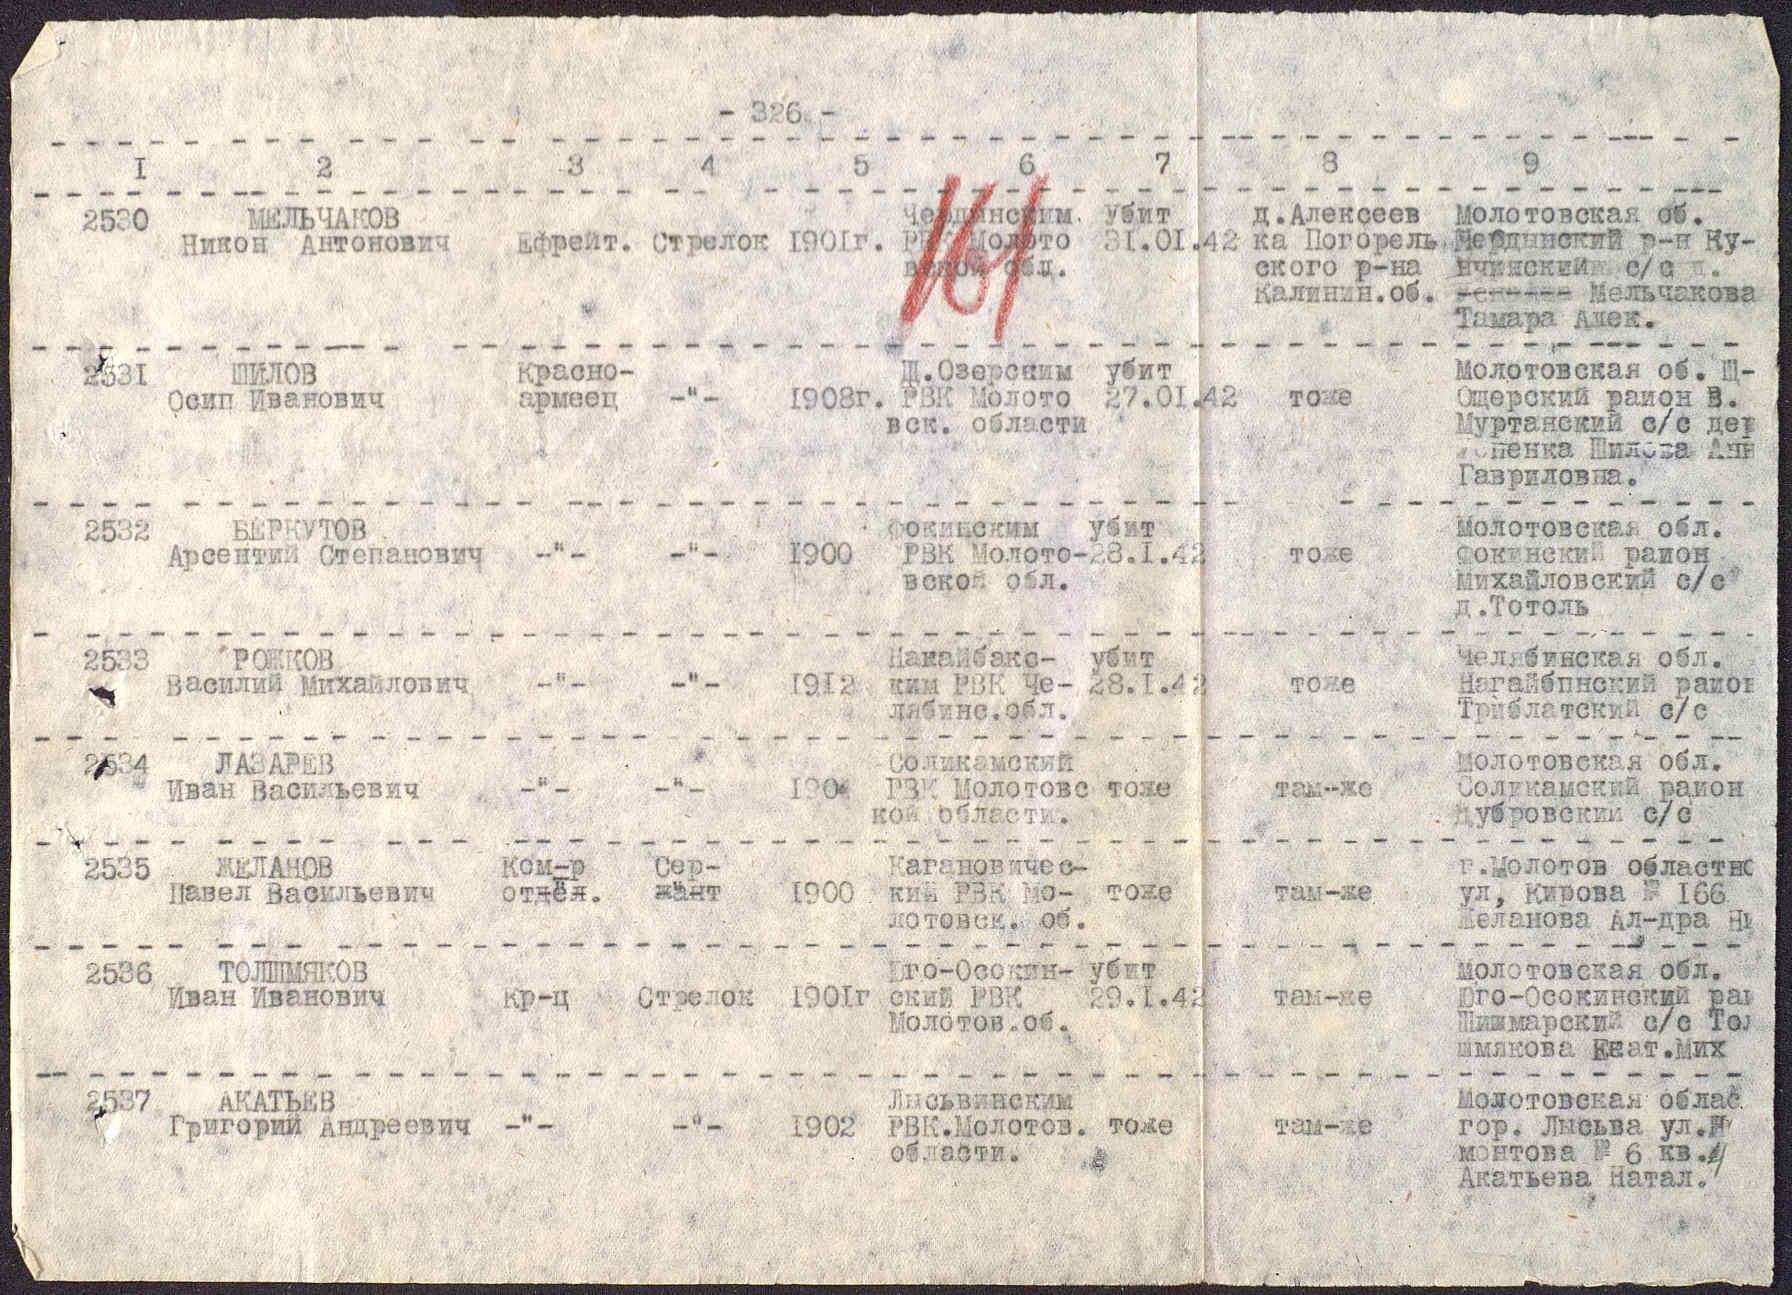 - 326 -
I 2 3 4 5 6 7 8 9
161
2530 МЕЛЬЧАКОВ Чердынским убит д.Алексеев Молотовская об.
Никон Антонович Ефрейт. Стрелок 1901г. РВК Молото 31.01.42 ка Погорель Чердынский р-н Ку-
вской обл. ского р-на с/с
Калинин.об. Мельчакова
Тамара Алек.
2531 ШИЛОВ Красно- Щ.Озерским убит Молотовская об. Щ-
Осип Иванович армеец -"- 1908г. РВК Молото 27.01.42 тоже Ощерский район В.
вск. области Муртанский с/с дер
Шилова Анн
Гавриловна.
2532 БЕРКУТОВ Фокинским убит Молотовская обл.
Арсентий Степанович -"- -"- 1900 РВК Молото- 28.I.42 тоже Фокинский район
вской обл. Михайловский с/с
д.Тотоль
2533 РОЖКОВ Накайбакс- убит Челябинская обл.
Василий Михайлович -"- -"- 1912 ким РВК Че- 28.I.42 тоже Нагайбпнский район
лябинс.обл. Триблатский с/с
2534 ЛАЗАРЕВ Соликамский Молотовская обл.
Иван Васильевич -"- -"- РВК Молотовс тоже там-же Соликамский район
кой области. Дубровский с/с
2535 ЖЕЛАНОВ Ком-р Сер- Кагановичес- г.Молотов областно
Павел Васильевич отдел. жант 1900 кий РВК Мо- тоже там-же ул, Кирова № 166
лотовск. об. Желанова Ал-дра Ни
2536 ТОЛШМЯКОВ Юго-Осокин- убит Молотовская обл.
Иван Иванович Кр-ц Стрелок 1901г ский РВК 29.I.42 там-же Юго-Осокинский рай
Молотов.об. Шишмарский с/с Тол
шмякова Екат.Мих
2537 АКАТЬЕВ Лысьвинским Молотовская облас
Григорий Андреевич -"- -"- 1902 РВК.Молотов. тоже там-же гор. Лысьва ул.
области. монтова № 6 кв.4
Акатьева Натал.